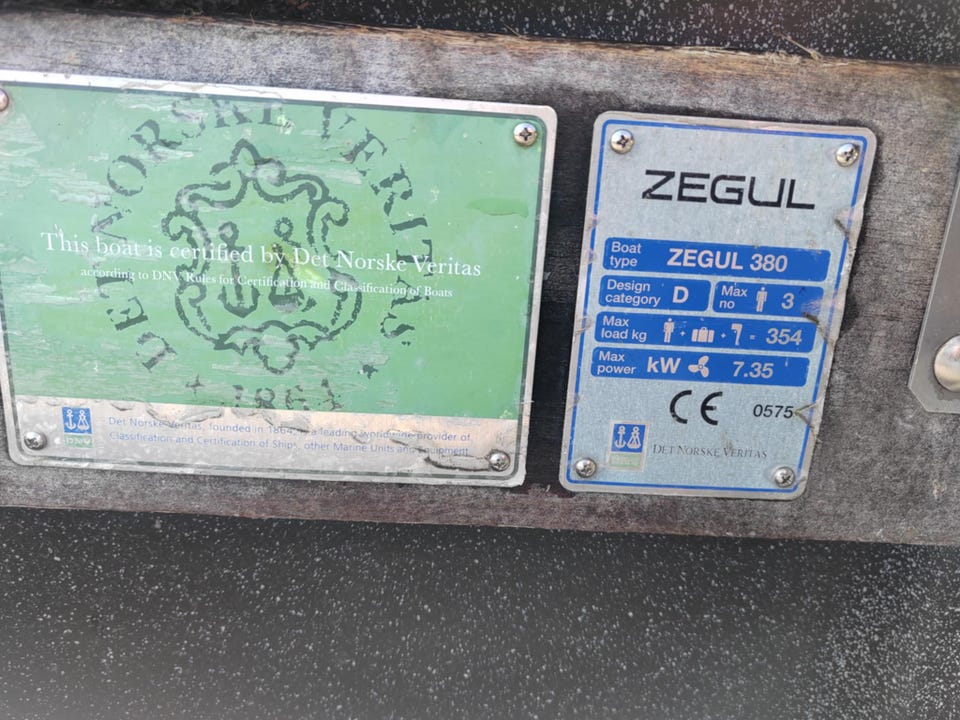 DET NORSKE VERITAS
1864
This boat is certified by Det Norske Veritas
according to DNV Rules for Certification and Classification of Boats
Det Norske Veritas, founded in 1864, is a leading worldwide provider of
Classification and Certification of Ships, other Marine Units and Equipment
ZEGUL
Boat type ZEGUL 380
Design category D
Max no 3
Max load kg + + = 354
Max power kW 7.35
CE 0575
DET NORSKE VERITAS